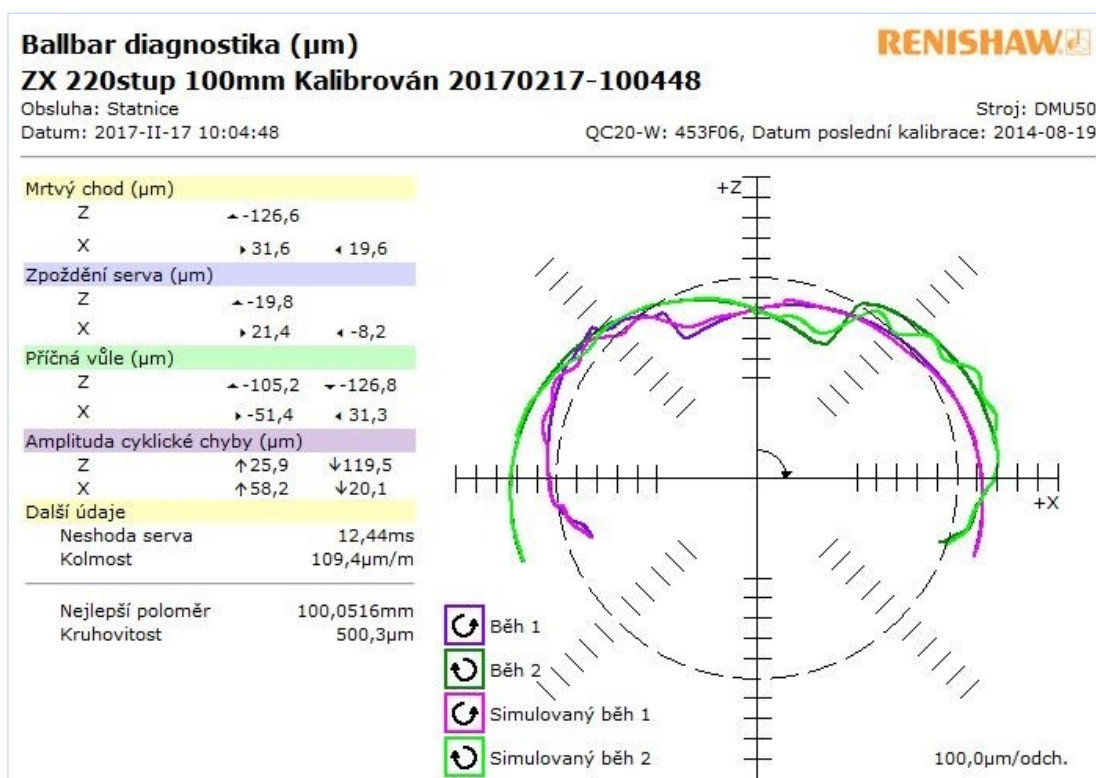 Ballbar diagnostika (µm)
RENISHAW
ZX 220stup 100mm Kalibrován 20170217-100448
Obsluha: Statnice
Stroj: DMU50
Datum: 2017-II-17 10:04:48
QC20-W: 453F06, Datum poslední kalibrace: 2014-08-19
Mrtvý chod (µm)
Z -126,6
X 31,6 19,6
Zpoždění serva (µm)
Z -19,8
X 21,4 -8,2
Příčná vůle (µm)
Z -105,2 -126,8
X -51,4 31,3
Amplituda cyklické chyby (µm)
Z ↑25,9 ↓119,5
X ↑58,2 ↓20,1
Další údaje
Neshoda serva 12,44ms
Kolmost 109,4µm/m
Nejlepší poloměr 100,0516mm
Kruhovitost 500,3µm
+Z
+X
Běh 1
Běh 2
Simulovaný běh 1
Simulovaný běh 2
100,0µm/odch.